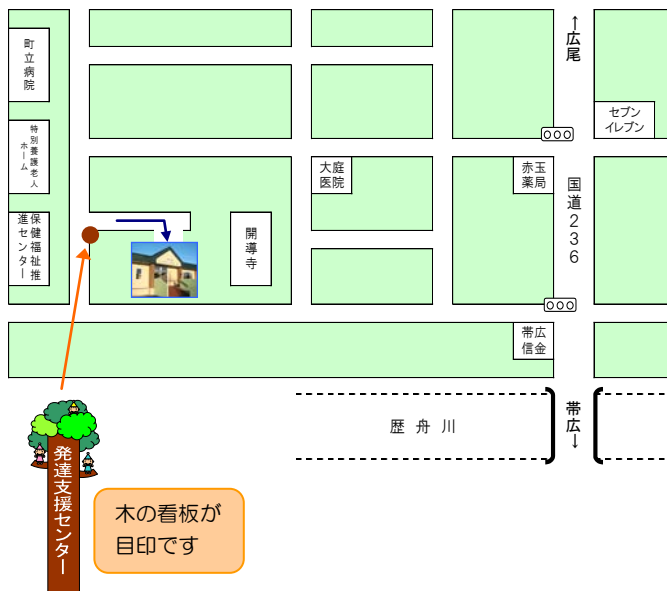 ↑広尾
町立病院
セブン
イレブン
特別養護老人
ホーム
大庭
医院
赤玉
薬局
国道236
保健福祉推
進センター
開導寺
帯広
信金
帯広↓
歴舟川
発達支援センター
木の看板が
目印です